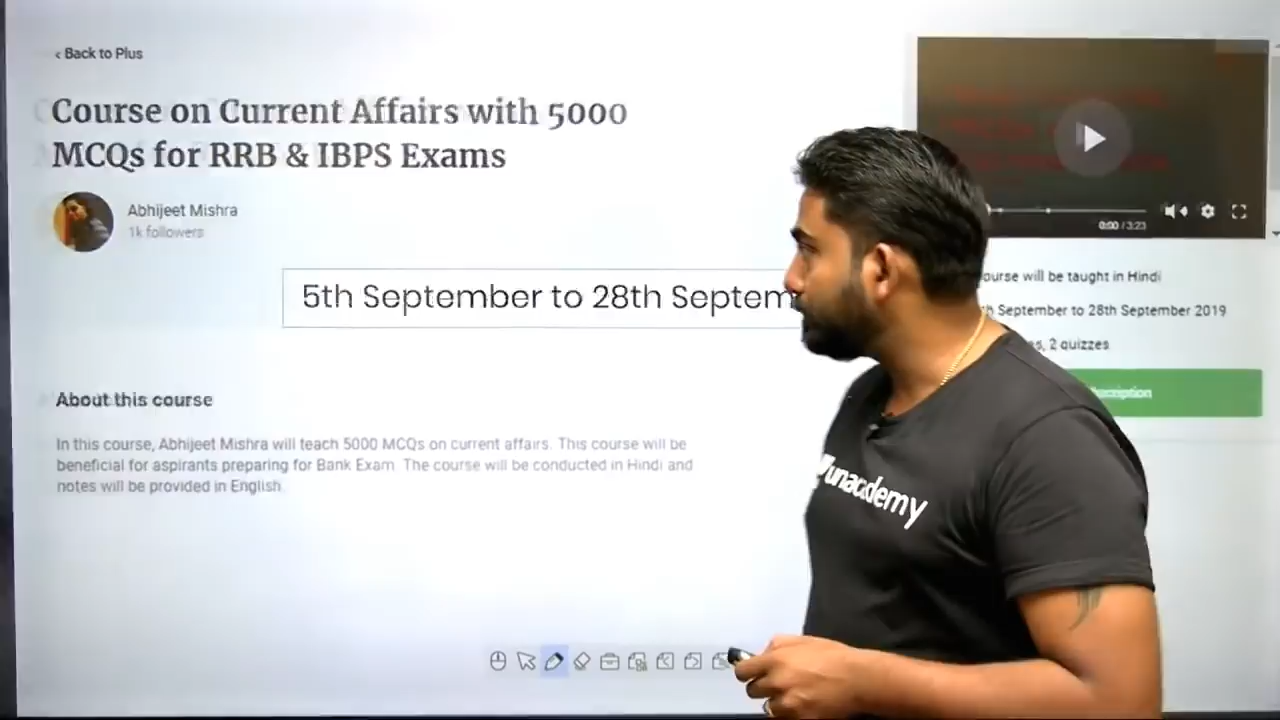 ‹ Back to Plus
Course on Current Affairs with 5000
MCQs for RRB & IBPS Exams
Abhijeet Mishra
1k followers
5th September to 28th Septem
About this course
In this course, Abhijeet Mishra will teach 5000 MCQs on current affairs. This course will be
beneficial for aspirants preparing for Bank Exam. The course will be conducted in Hindi and
notes will be provided in English.
0:00 / 3:23
ourse will be taught in Hindi
September to 28th September 2019
2 quizzes
unacademy